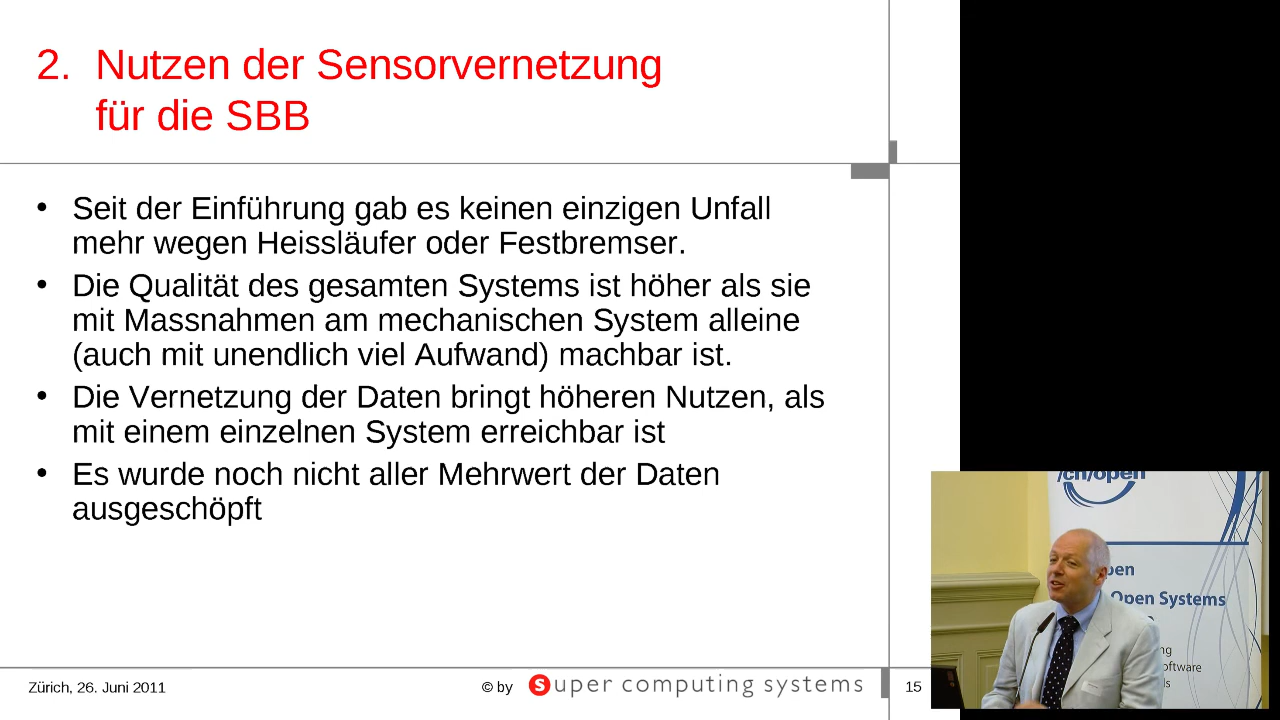 2. Nutzen der Sensorvernetzung
für die SBB
• Seit der Einführung gab es keinen einzigen Unfall
mehr wegen Heissläufer oder Festbremser.
• Die Qualität des gesamten Systems ist höher als sie
mit Massnahmen am mechanischen System alleine
(auch mit unendlich viel Aufwand) machbar ist.
• Die Vernetzung der Daten bringt höheren Nutzen, als
mit einem einzelnen System erreichbar ist
• Es wurde noch nicht aller Mehrwert der Daten
ausgeschöpft
Zürich, 26. Juni 2011
© by Super computing systems
15
/ch/open
pen
Open Systems
ng
oftware
ls